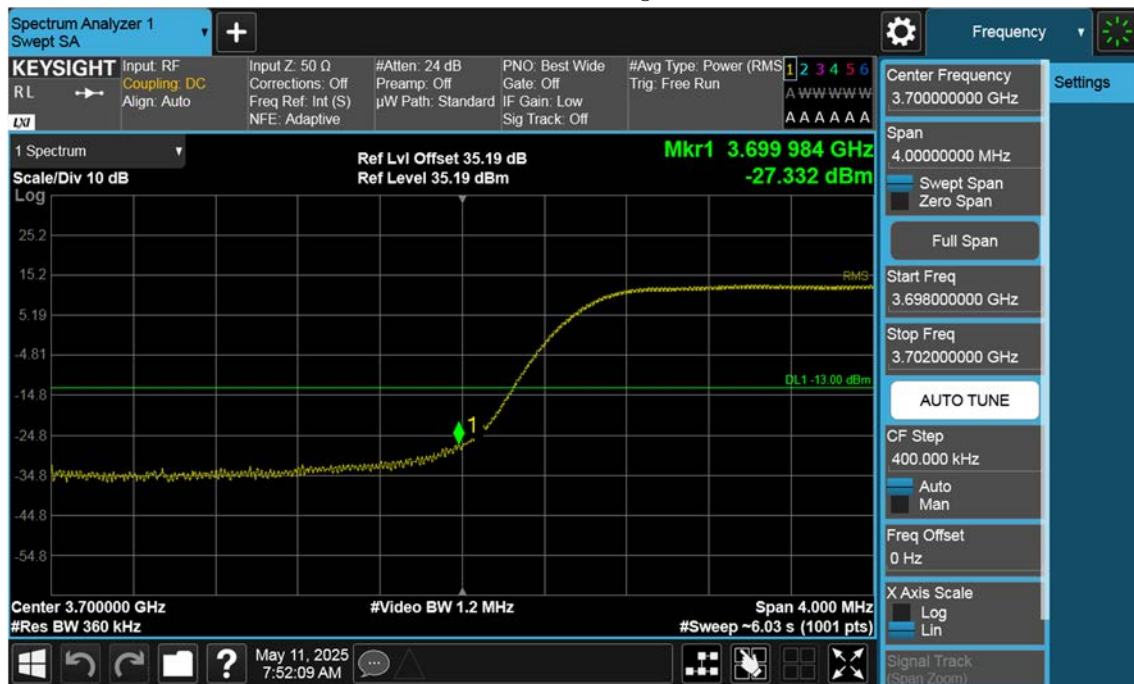 Spectrum Analyzer 1
Swept SA
Frequency
KEYSIGHT
RL
LXI
Input: RF
Coupling: DC
Align: Auto
Input Z: 50 Ω
Corrections: Off
Freq Ref: Int (S)
NFE: Adaptive
#Atten: 24 dB
Preamp: Off
µW Path: Standard
PNO: Best Wide
Gate: Off
IF Gain: Low
Sig Track: Off
#Avg Type: Power (RMS
Trig: Free Run
1 2 3 4 5 6
A W W W W W
A A A A A A
1 Spectrum
Scale/Div 10 dB
Ref Lvl Offset 35.19 dB
Ref Level 35.19 dBm
Mkr1 3.699 984 GHz
-27.332 dBm
Log
25.2
15.2
5.19
-4.81
-14.8
-24.8
-34.8
-44.8
-54.8
RMS
DL1 -13.00 dBm
1
Center 3.700000 GHz
#Video BW 1.2 MHz
Span 4.000 MHz
#Res BW 360 kHz
#Sweep ~6.03 s (1001 pts)
Center Frequency
3.700000000 GHz
Span
4.00000000 MHz
Swept Span
Zero Span
Full Span
Start Freq
3.698000000 GHz
Stop Freq
3.702000000 GHz
AUTO TUNE
CF Step
400.000 kHz
Auto
Man
Freq Offset
0 Hz
X Axis Scale
Log
Lin
Signal Track
(Span Zoom)
Settings
?
May 11, 2025
7:52:09 AM